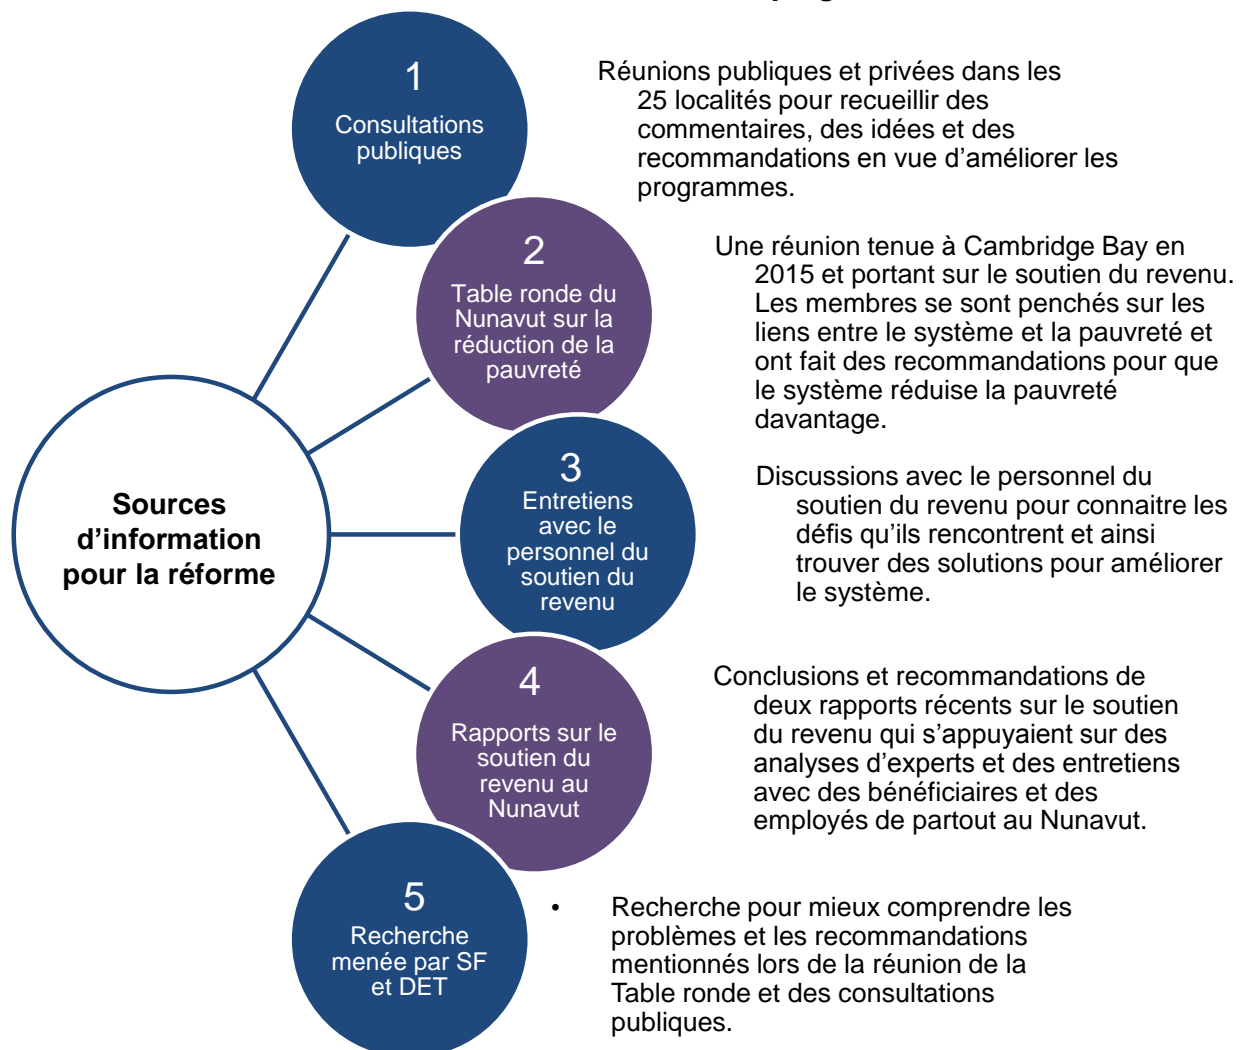 1
Consultations
publiques
Réunions publiques et privées dans les
25 localités pour recueillir des
commentaires, des idées et des
recommandations en vue d’améliorer les
programmes.
2
Table ronde du
Nunavut sur la
réduction de la
pauvreté
Une réunion tenue à Cambridge Bay en
2015 et portant sur le soutien du revenu.
Les membres se sont penchés sur les
liens entre le système et la pauvreté et
ont fait des recommandations pour que
le système réduise la pauvreté
davantage.
Sources
d’information
pour la réforme
3
Entretiens
avec le
personnel du
soutien du
revenu
Discussions avec le personnel du
soutien du revenu pour connaitre les
défis qu’ils rencontrent et ainsi
trouver des solutions pour améliorer
le système.
4
Rapports sur le
soutien du
revenu au
Nunavut
Conclusions et recommandations de
deux rapports récents sur le soutien
du revenu qui s’appuyaient sur des
analyses d’experts et des entretiens
avec des bénéficiaires et des
employés de partout au Nunavut.
5
Recherche
menée par SF
et DET
• Recherche pour mieux comprendre les
problèmes et les recommandations
mentionnés lors de la réunion de la
Table ronde et des consultations
publiques.